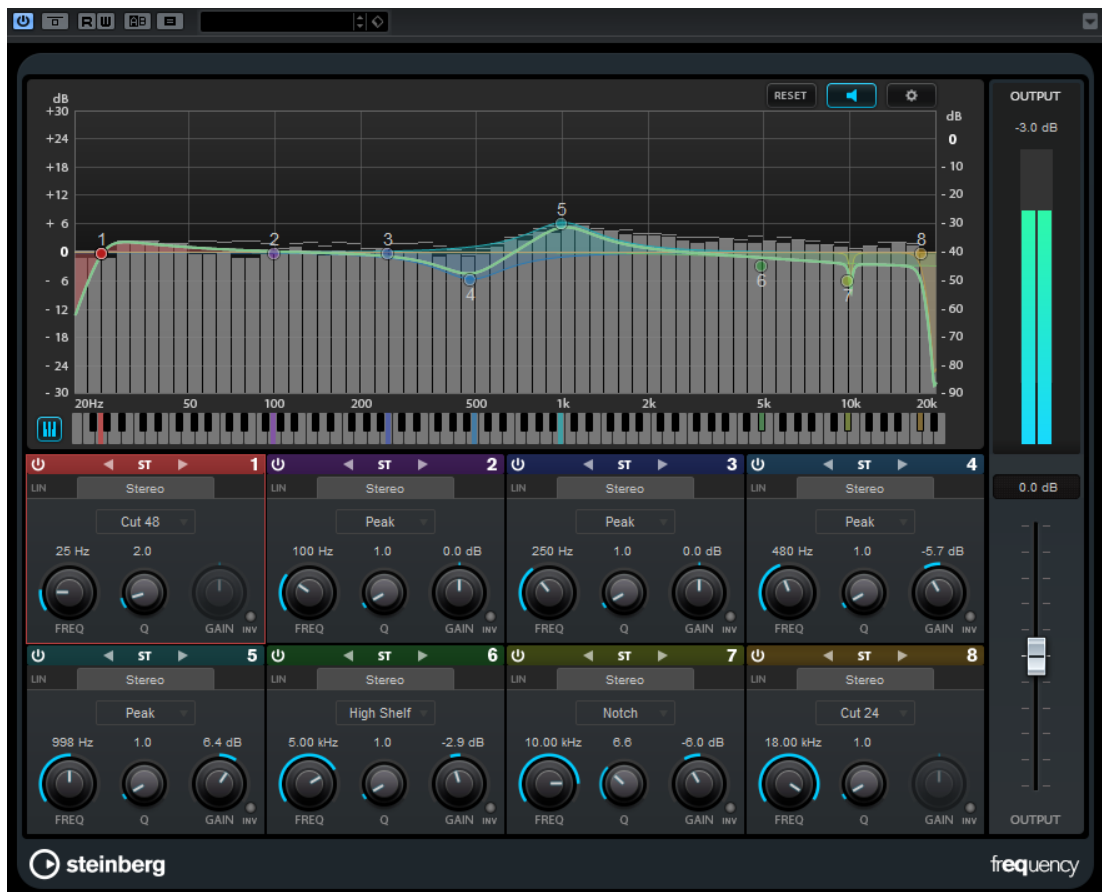 R W AB
RESET OUTPUT
dB dB
+30 0 -3.0 dB
+24
+18 - 10
+12 - 20
+ 6 - 30
0 - 40
- 6 - 50
- 12 - 60
- 18 - 70
- 24 - 80
- 30 - 90
1 2 3 4 5 6 7 8
20Hz 50 100 200 500 1k 2k 5k 10k 20k
ST 1 ST 2 ST 3 ST 4
LIN Stereo LIN Stereo LIN Stereo LIN Stereo 0.0 dB
Cut 48 Peak Peak Peak
25 Hz 2.0 100 Hz 1.0 0.0 dB 250 Hz 1.0 0.0 dB 480 Hz 1.0 -5.7 dB
FREQ Q GAIN INV FREQ Q GAIN INV FREQ Q GAIN INV FREQ Q GAIN INV
ST 5 ST 6 ST 7 ST 8
LIN Stereo LIN Stereo LIN Stereo LIN Stereo
Peak High Shelf Notch Cut 24
998 Hz 1.0 6.4 dB 5.00 kHz 1.0 -2.9 dB 10.00 kHz 6.6 -6.0 dB 18.00 kHz 1.0
FREQ Q GAIN INV FREQ Q GAIN INV FREQ Q GAIN INV FREQ Q GAIN INV OUTPUT
steinberg frequency